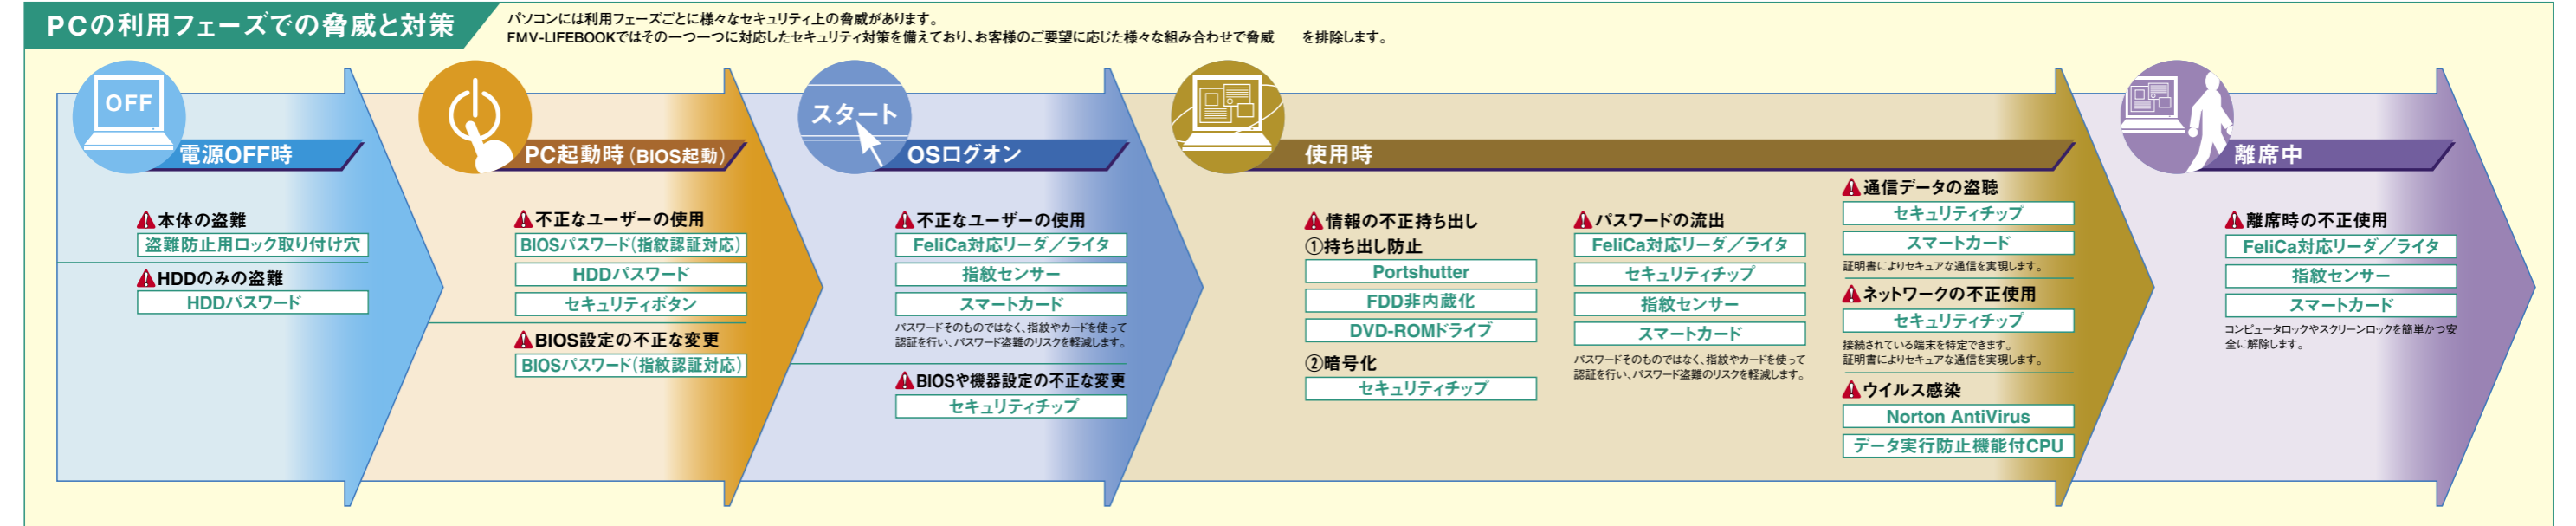 PCの利用フェーズでの脅威と対策
パソコンには利用フェーズごとに様々なセキュリティ上の脅威があります。
FMV-LIFEBOOKではその一つ一つに対応したセキュリティ対策を備えており、お客様のご要望に応じた様々な組み合わせで脅威 を排除します。
OFF
電源OFF時
本体の盗難
盗難防止用ロック取り付け穴
HDDのみの盗難
HDDパスワード
PC起動時（BIOS起動）
不正なユーザーの使用
BIOSパスワード（指紋認証対応）
HDDパスワード
セキュリティボタン
BIOS設定の不正な変更
BIOSパスワード（指紋認証対応）
スタート
OSログオン
不正なユーザーの使用
FeliCa対応リーダ／ライタ
指紋センサー
スマートカード
パスワードそのものではなく、指紋やカードを使って
認証を行い、パスワード盗難のリスクを軽減します。
BIOSや機器設定の不正な変更
セキュリティチップ
使用時
情報の不正持ち出し
①持ち出し防止
Portshutter
FDD非内蔵化
DVD-ROMドライブ
②暗号化
セキュリティチップ
パスワードの流出
FeliCa対応リーダ／ライタ
セキュリティチップ
指紋センサー
スマートカード
パスワードそのものではなく、指紋やカードを使って
認証を行い、パスワード盗難のリスクを軽減します。
通信データの盗聴
セキュリティチップ
スマートカード
証明書によりセキュアな通信を実現します。
ネットワークの不正使用
セキュリティチップ
接続されている端末を特定できます。
証明書によりセキュアな通信を実現します。
ウイルス感染
Norton AntiVirus
データ実行防止機能付CPU
離席中
離席時の不正使用
FeliCa対応リーダ／ライタ
指紋センサー
スマートカード
コンピュータロックやスクリーンロックを簡単かつ安
全に解除します。